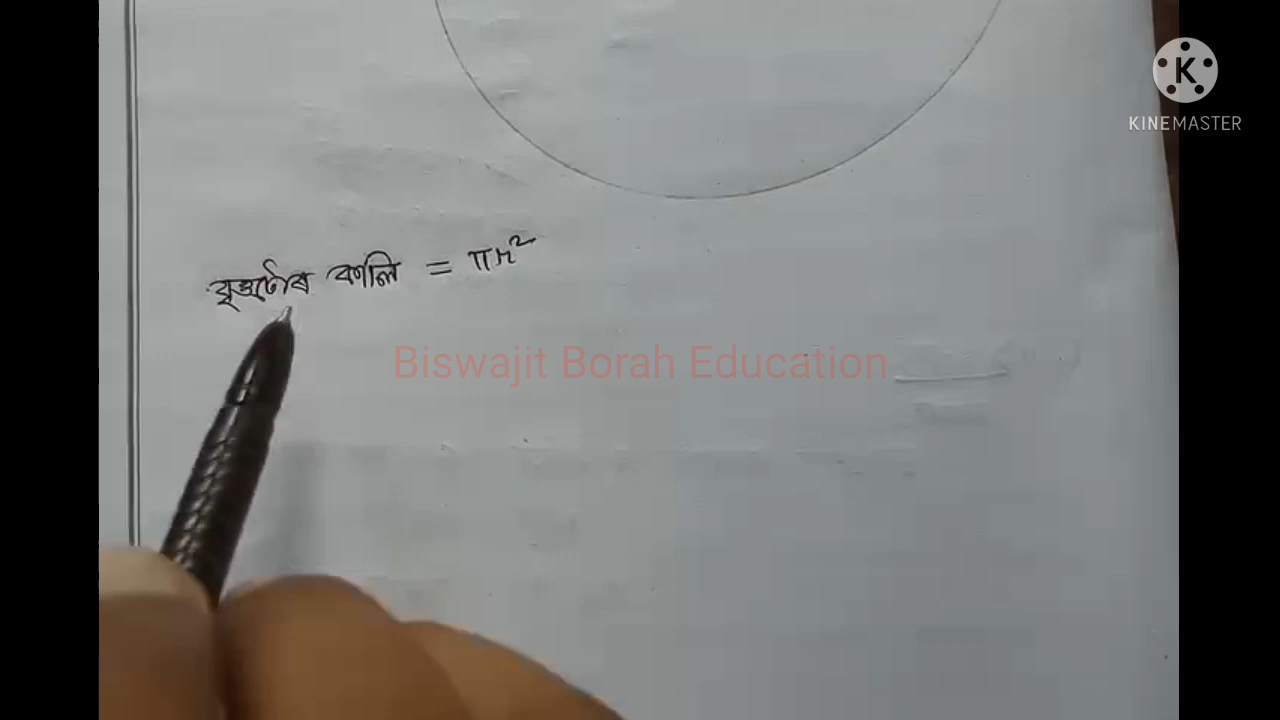 K
KINEMASTER
বৃত্তটোৰ কালি = πr²
Biswajit Borah Education